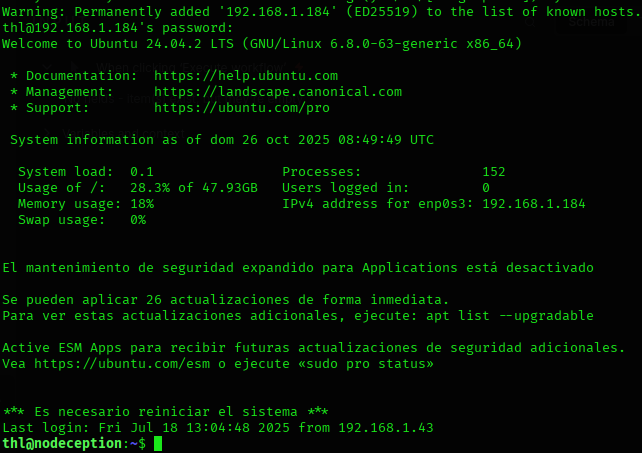 Warning: Permanently added '192.168.1.184' (ED25519) to the list of known hosts.
thl@192.168.1.184's password:
Welcome to Ubuntu 24.04.2 LTS (GNU/Linux 6.8.0-63-generic x86_64)
* Documentation:  https://help.ubuntu.com
* Management:     https://landscape.canonical.com
* Support:        https://ubuntu.com/pro
System information as of dom 26 oct 2025 08:49:49 UTC
System load:  0.1                Processes:              152
Usage of /:   28.3% of 47.93GB   Users logged in:        0
Memory usage: 18%                IPv4 address for enp0s3: 192.168.1.184
Swap usage:   0%
El mantenimiento de seguridad expandido para Applications está desactivado
Se pueden aplicar 26 actualizaciones de forma inmediata.
Para ver estas actualizaciones adicionales, ejecute: apt list --upgradable
Active ESM Apps para recibir futuras actualizaciones de seguridad adicionales.
Vea https://ubuntu.com/esm o ejecute «sudo pro status»
*** Es necesario reiniciar el sistema ***
Last login: Fri Jul 18 13:04:48 2025 from 192.168.1.43
thl@nodeception:~$